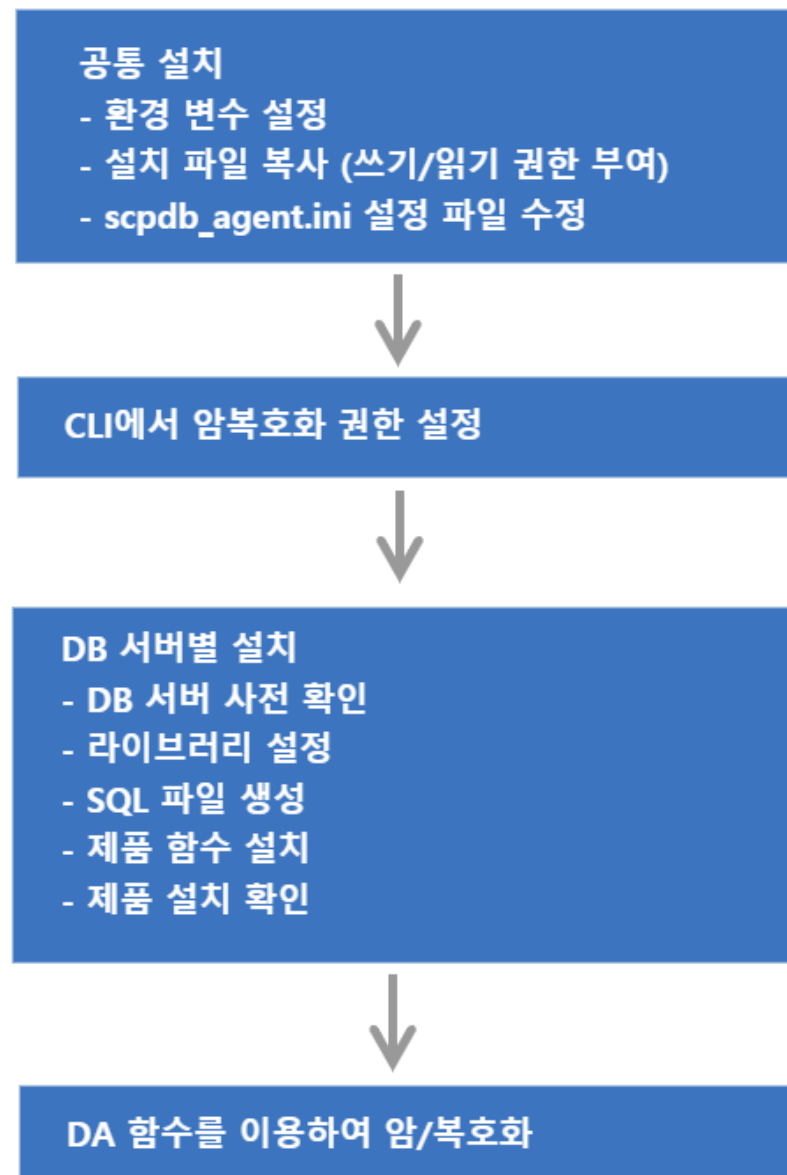 공통 설치
- 환경 변수 설정
- 설치 파일 복사 (쓰기/읽기 권한 부여)
- scpdb_agent.ini 설정 파일 수정
CLI에서 암복호화 권한 설정
DB 서버별 설치
- DB 서버 사전 확인
- 라이브러리 설정
- SQL 파일 생성
- 제품 함수 설치
- 제품 설치 확인
DA 함수를 이용하여 암/복호화